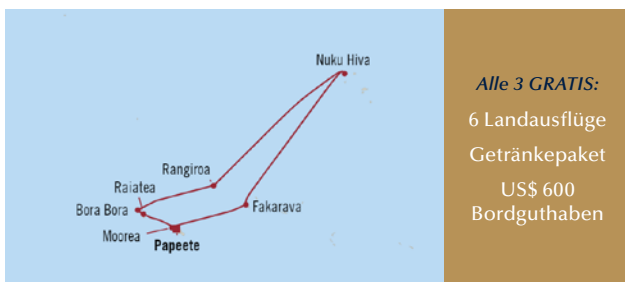 Nuku Hiva
Rangiroa
Raiatea
Bora Bora
Fakarava
Moorea
Papeete
Alle 3 GRATIS:
6 Landausflüge
Getränkepaket
US$ 600
Bordguthaben